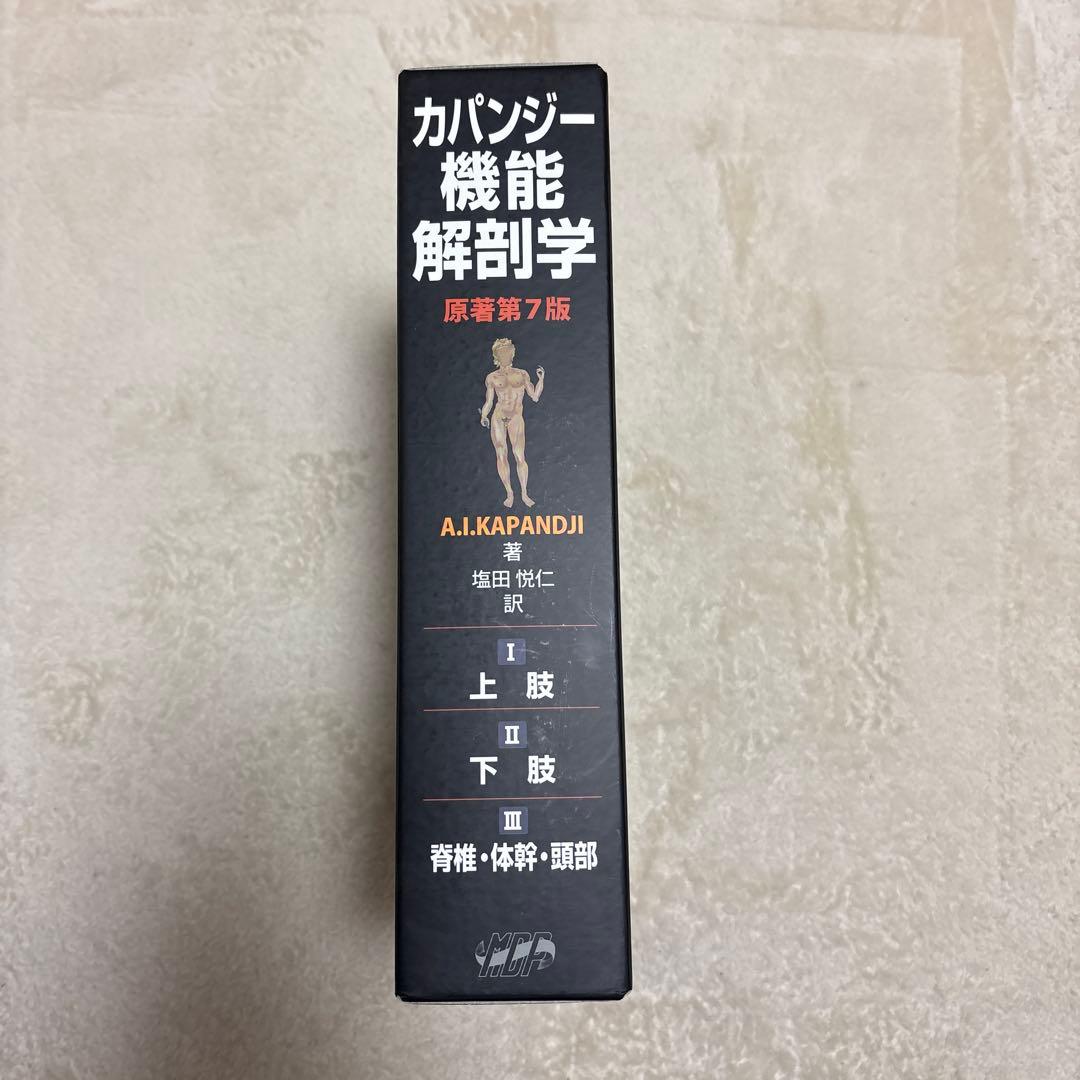 カパンジー
機能
解剖学
原著第7版
A.I.KAPANDJI
著
塩田 悦仁
訳
I
上 肢
II
下 肢
III
脊椎・体幹・頭部
MDP